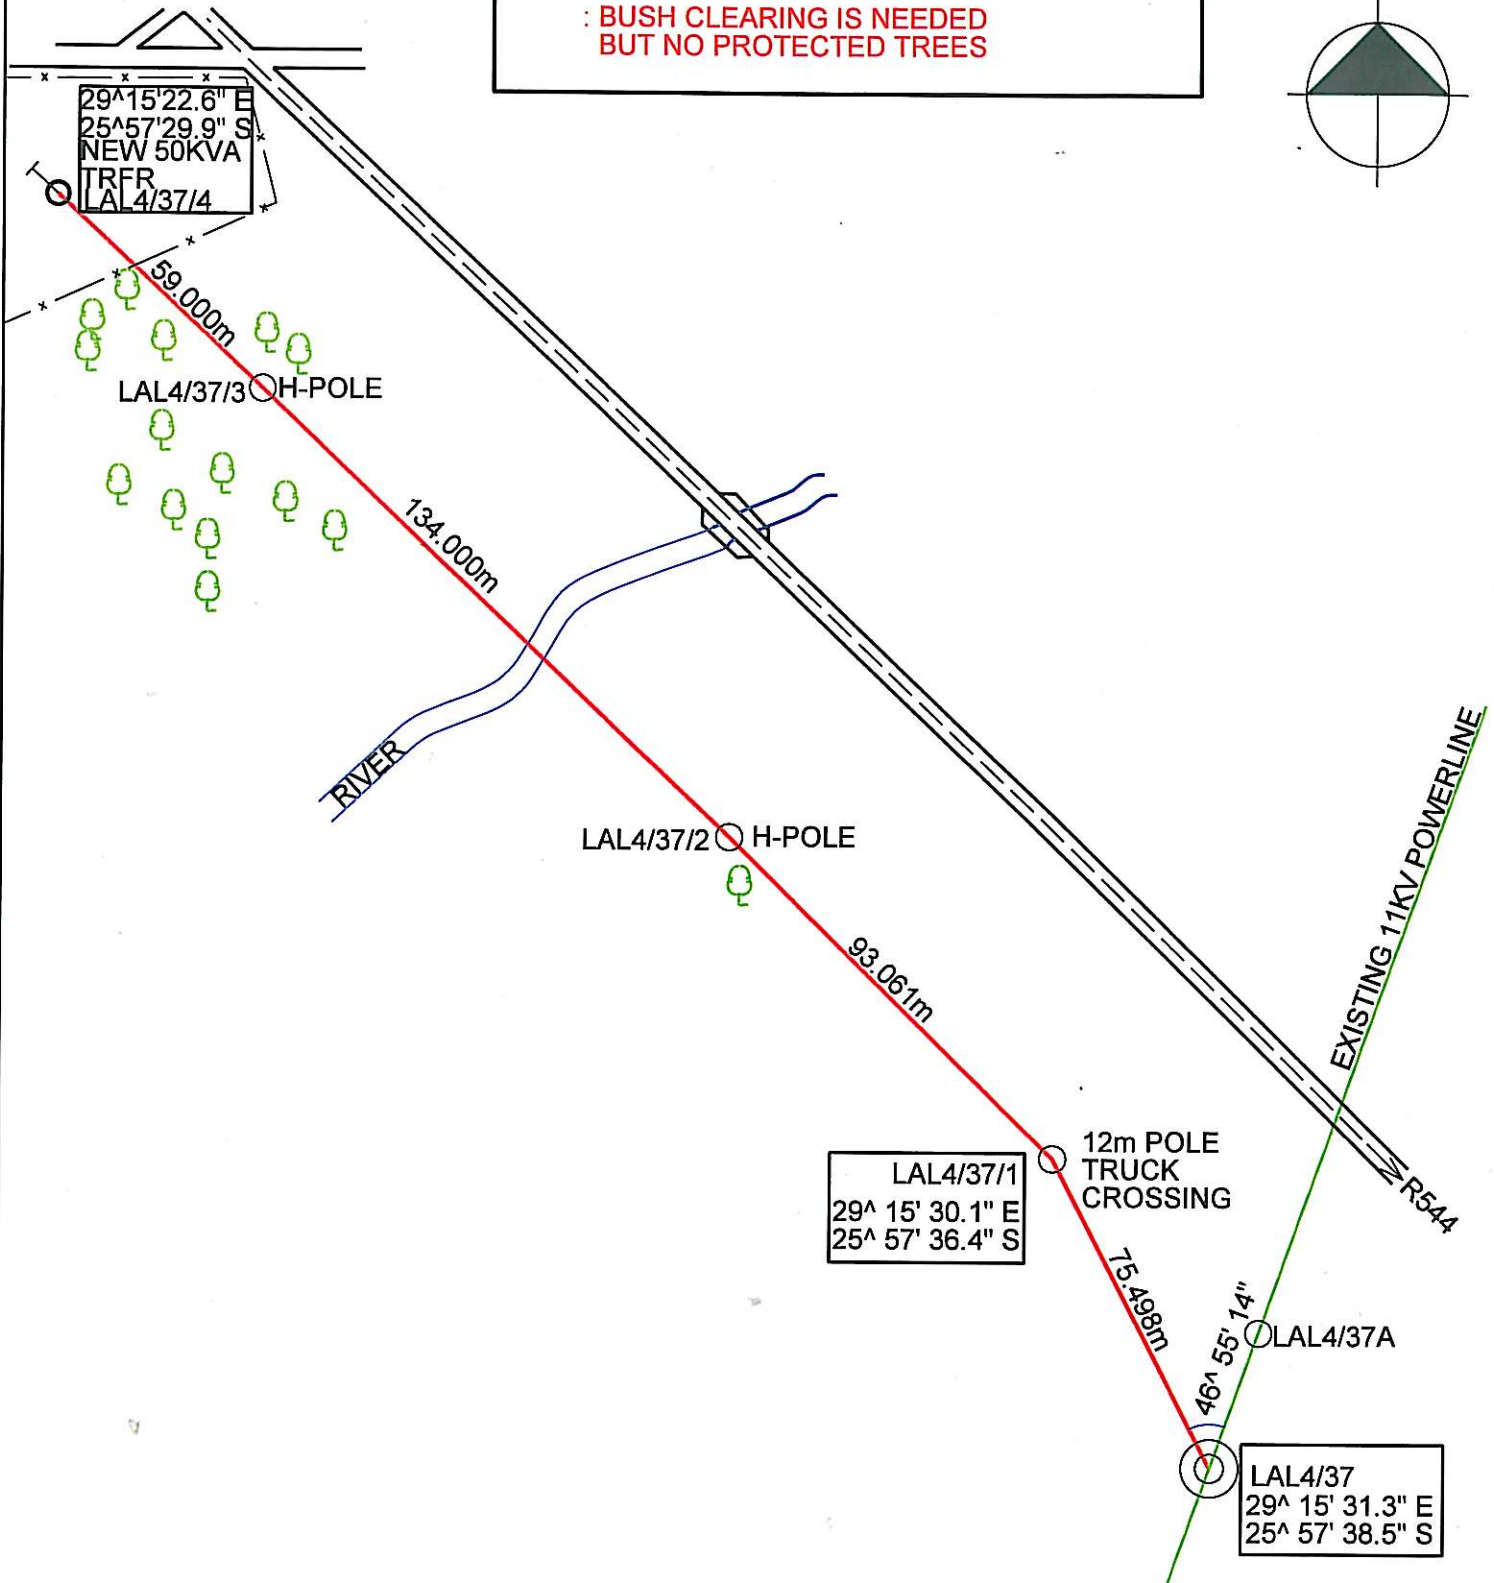 : BUSH CLEARING IS NEEDED
BUT NO PROTECTED TREES
29^15'22.6" E
25^57'29.9" S
NEW 50KVA
TRFR
LAL4/37/4
59.000m
LAL4/37/3
H-POLE
134.000m
RIVER
LAL4/37/2
H-POLE
EXISTING 11KV POWERLINE
93.061m
12m POLE
TRUCK
CROSSING
LAL4/37/1
29^ 15' 30.1" E
25^ 57' 36.4" S
R544
75.498m
46^ 55' 14"
LAL4/37A
LAL4/37
29^ 15' 31.3" E
25^ 57' 38.5" S